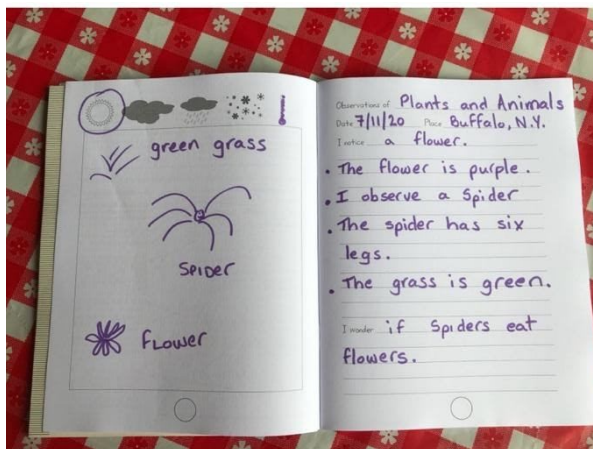 green grass
SPIDER
FLOWER
Observations of Plants and Animals
Date 7/11/20 Place Buffalo, N.Y.
I notice a flower.
• The flower is purple.
• I observe a Spider
• The spider has six
legs.
• The grass is green.
I wonder if Spiders eat
flowers.